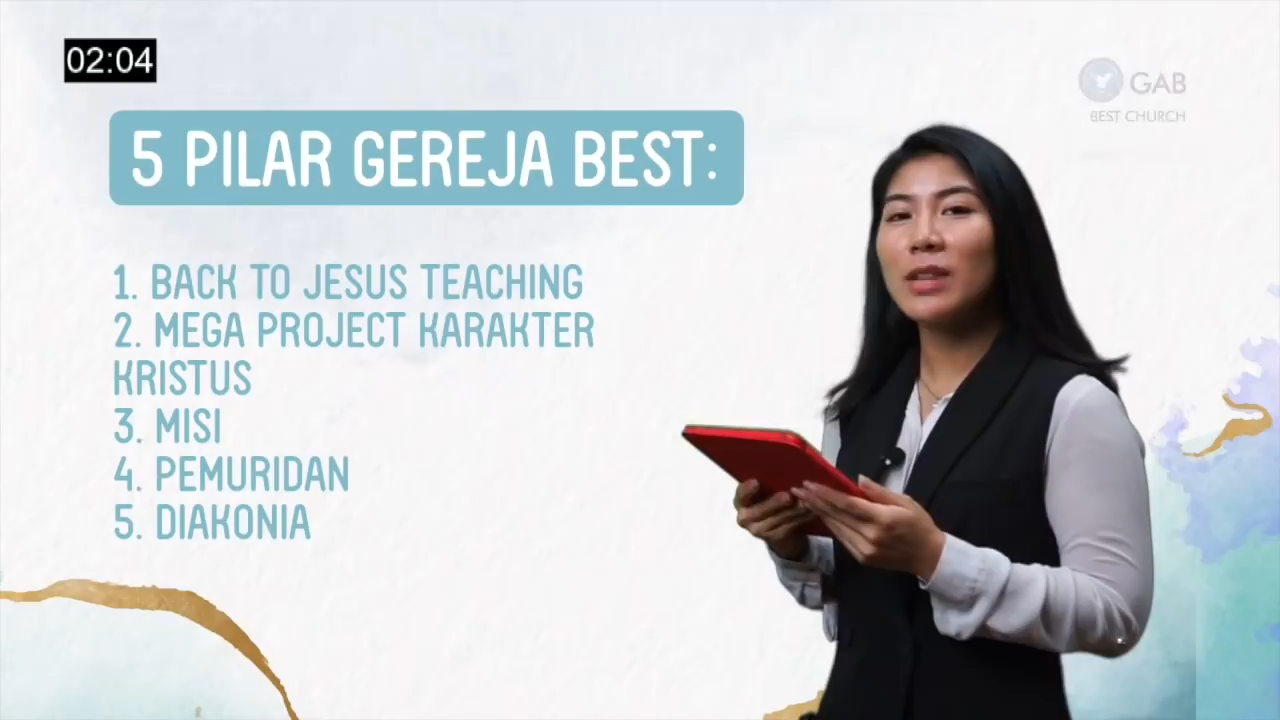 02:04
GAB
BEST CHURCH
5 PILAR GEREJA BEST:
1. BACK TO JESUS TEACHING
2. MEGA PROJECT KARAKTER
KRISTUS
3. MISI
4. PEMURIDAN
5. DIAKONIA